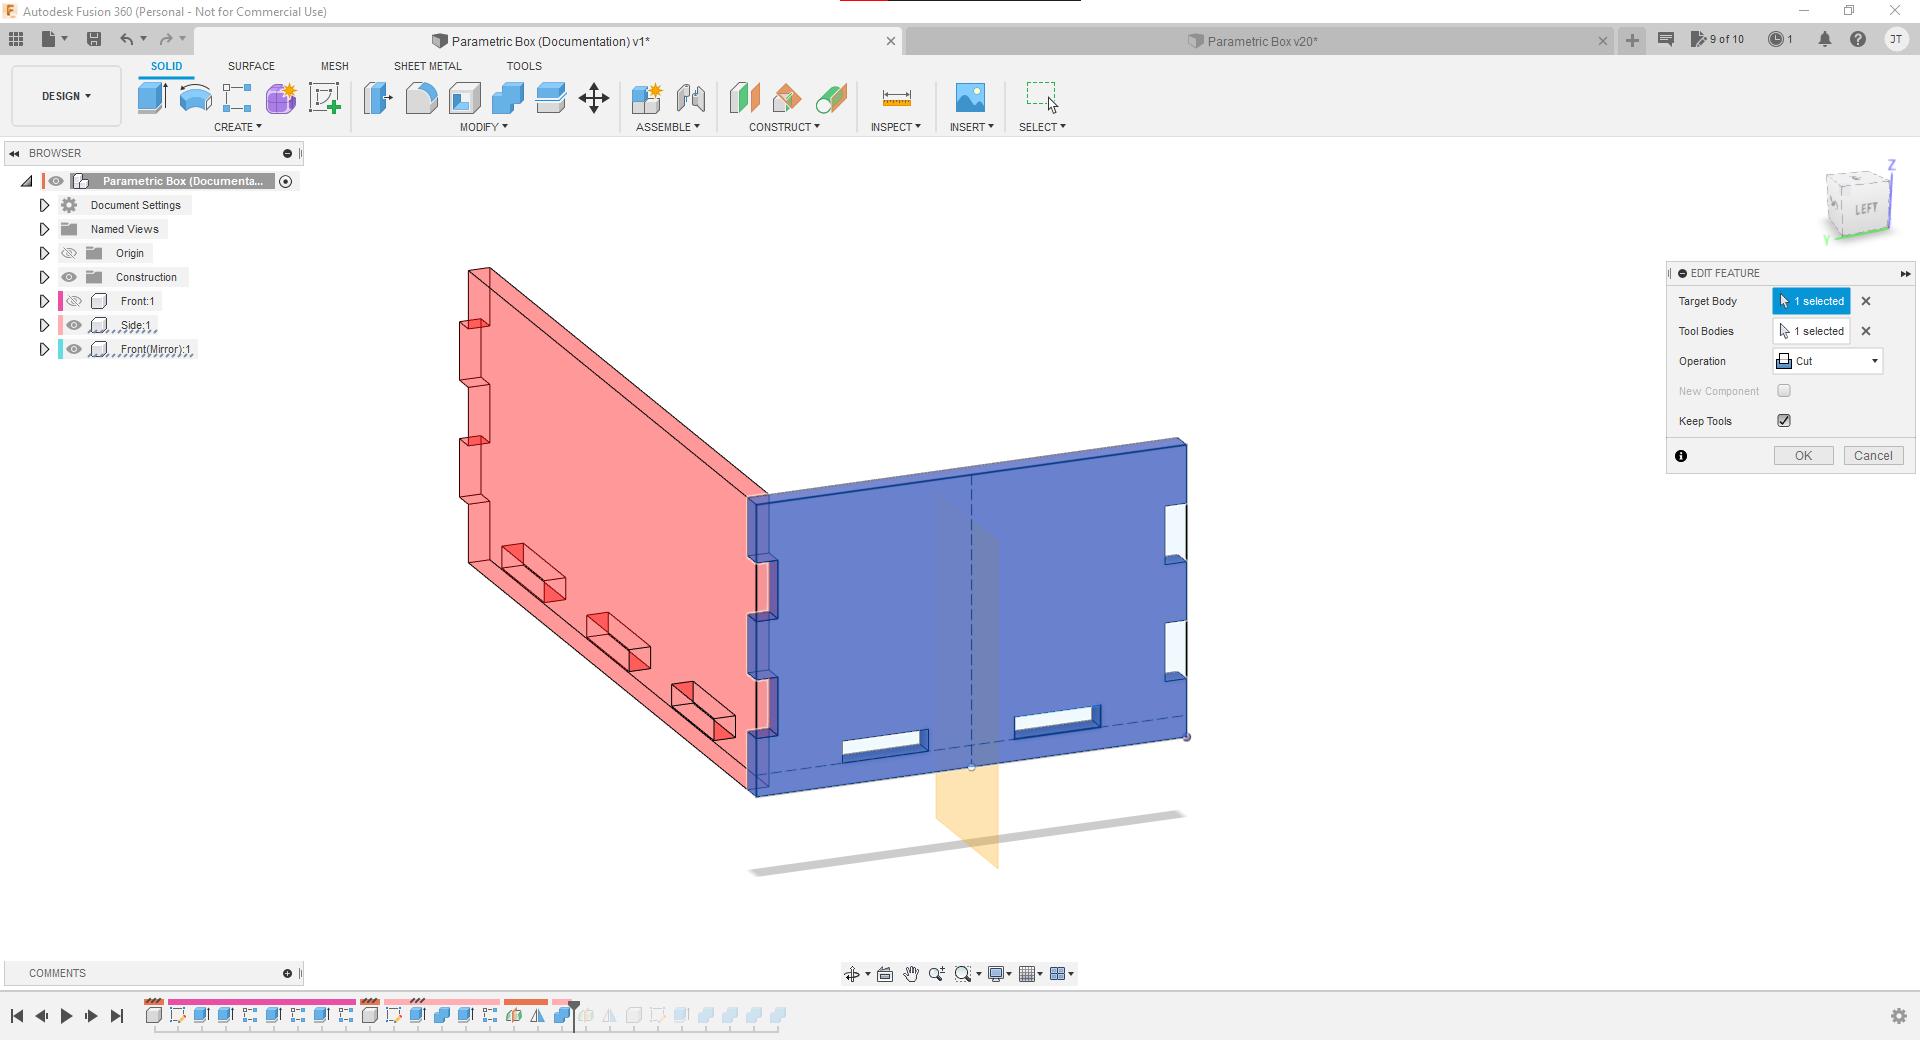 Autodesk Fusion 360 (Personal - Not for Commercial Use)
Parametric Box (Documentation) v1*
Parametric Box v20*
9 of 10
1
JT
DESIGN
SOLID
SURFACE
MESH
SHEET METAL
TOOLS
CREATE
MODIFY
ASSEMBLE
CONSTRUCT
INSPECT
INSERT
SELECT
BROWSER
Parametric Box (Documenta...
Document Settings
Named Views
Origin
Construction
Front:1
Side:1
Front(Mirror):1
Z
LEFT
Y
EDIT FEATURE
Target Body 1 selected
Tool Bodies 1 selected
Operation Cut
New Component
Keep Tools
OK Cancel
COMMENTS